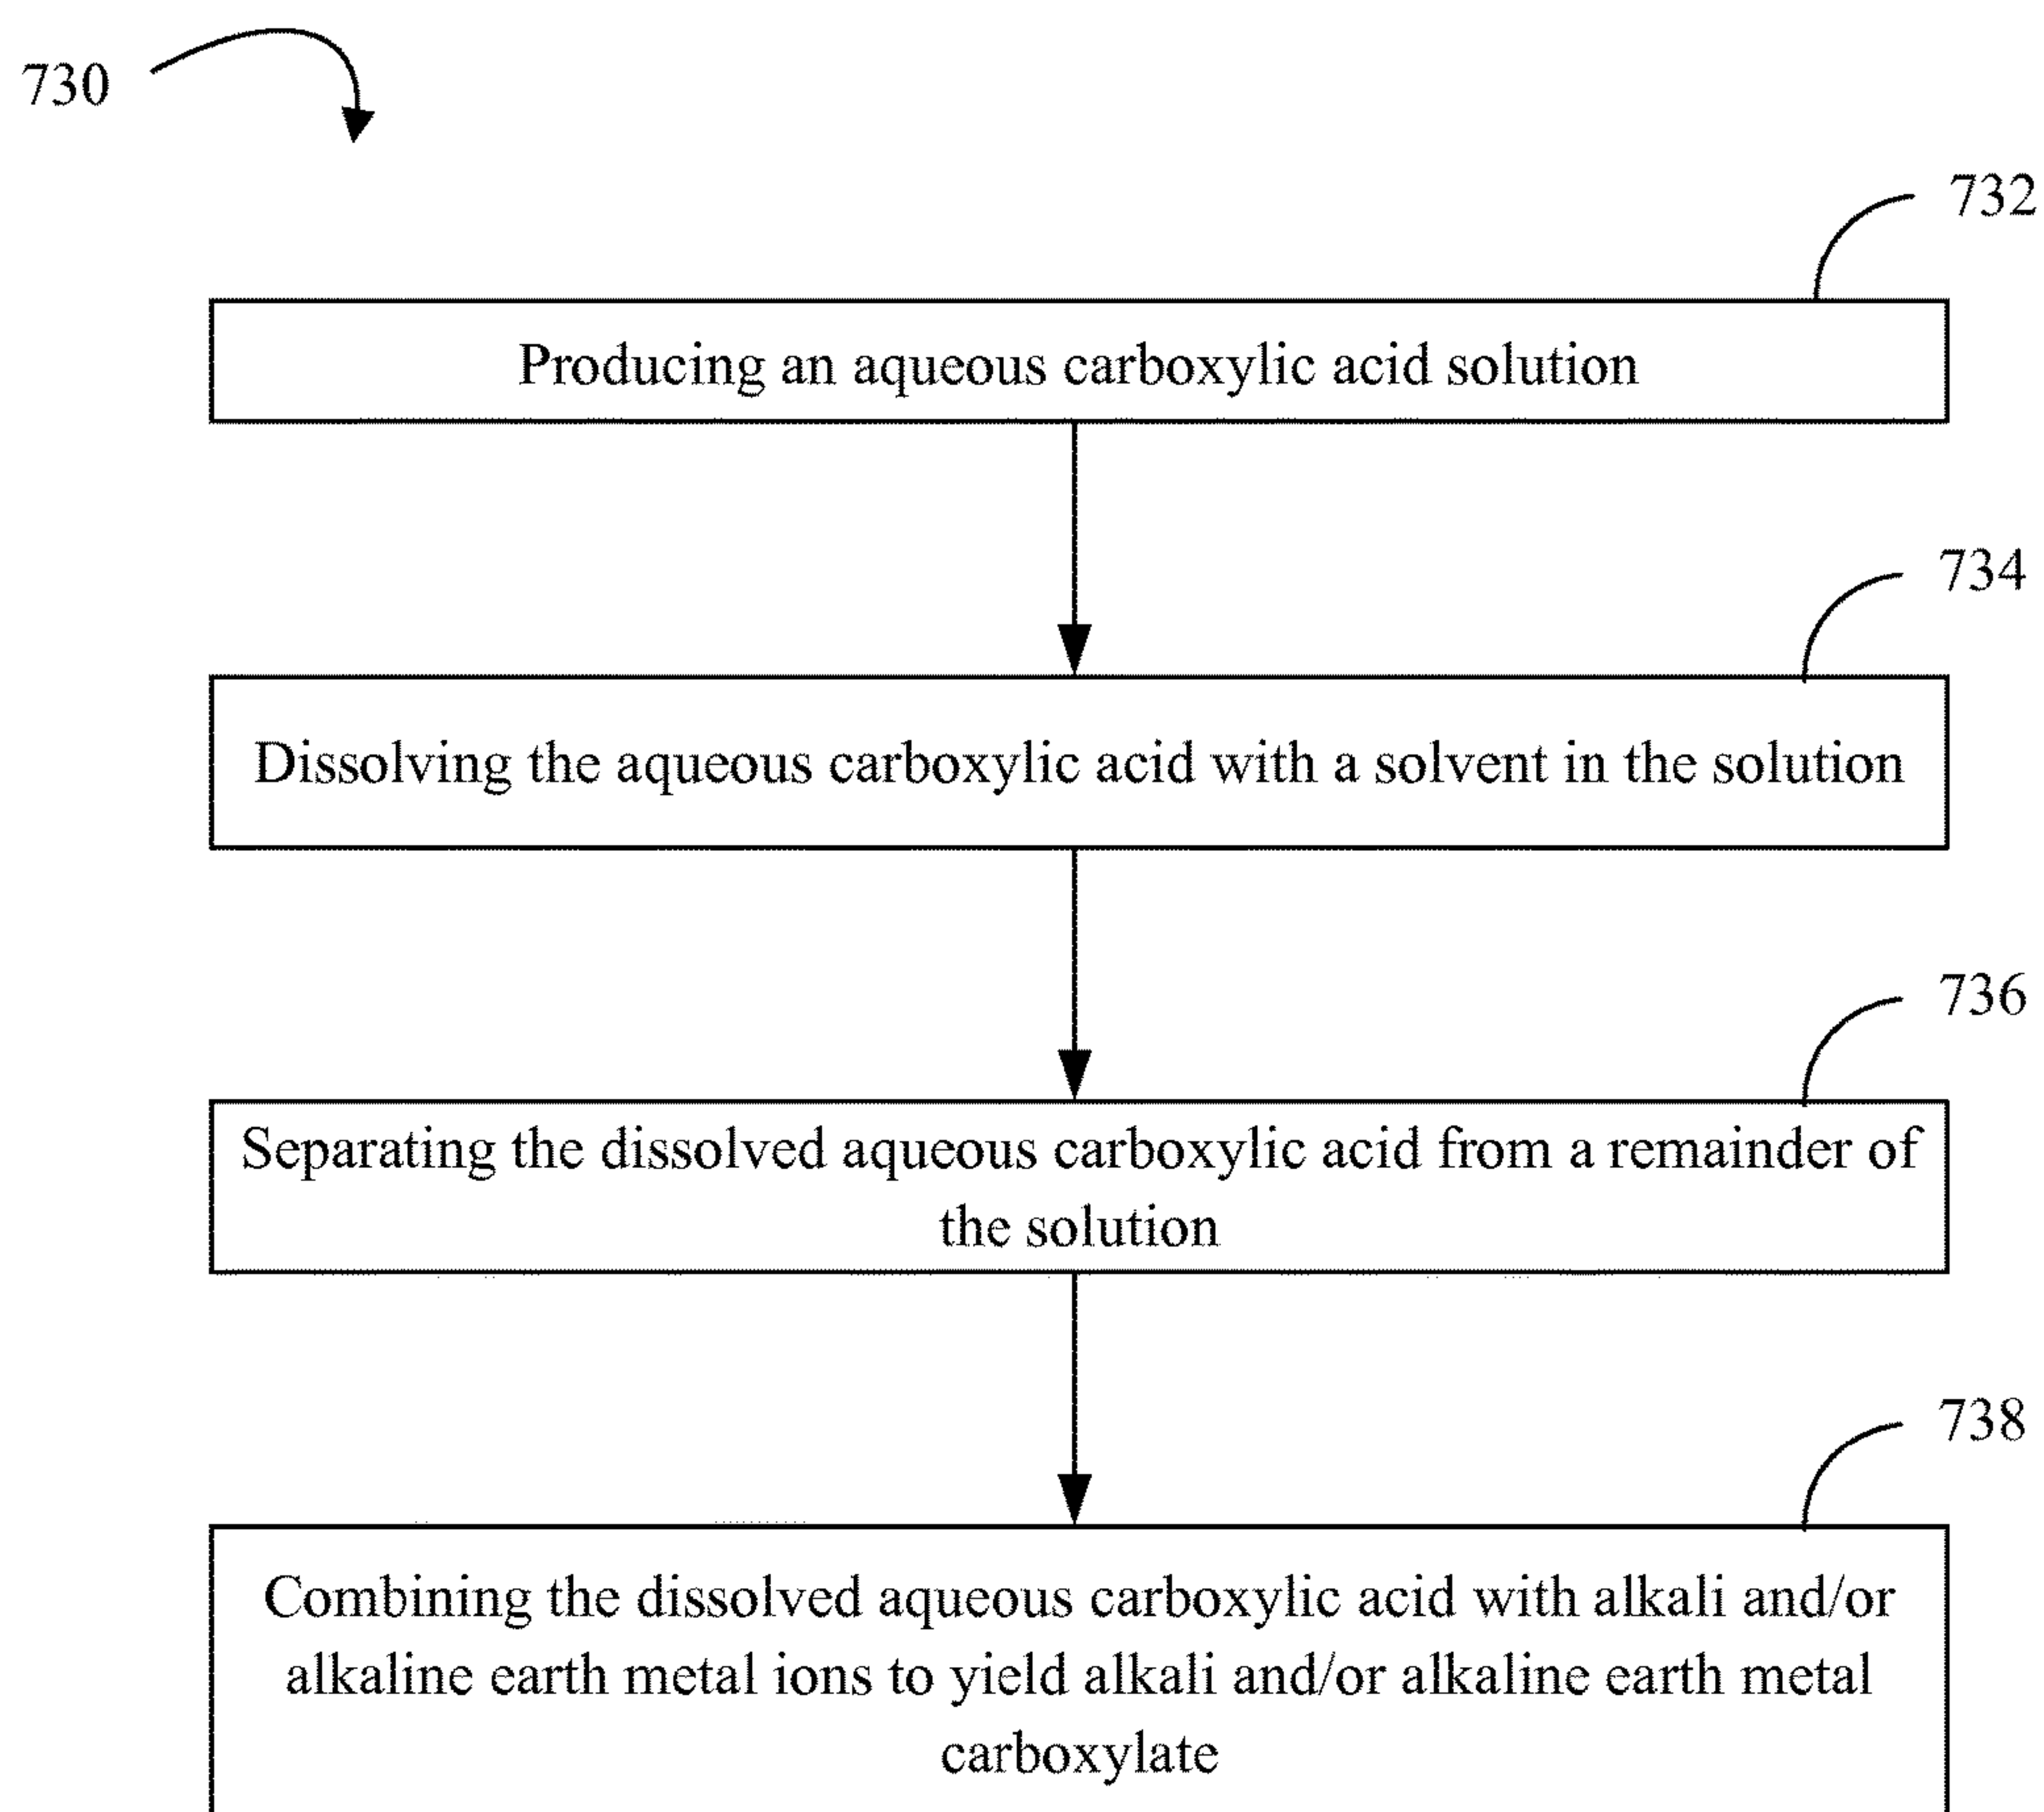 730
732
Producing an aqueous carboxylic acid solution
734
Dissolving the aqueous carboxylic acid with a solvent in the solution
736
Separating the dissolved aqueous carboxylic acid from a remainder of
the solution
738
Combining the dissolved aqueous carboxylic acid with alkali and/or
alkaline earth metal ions to yield alkali and/or alkaline earth metal
carboxylate